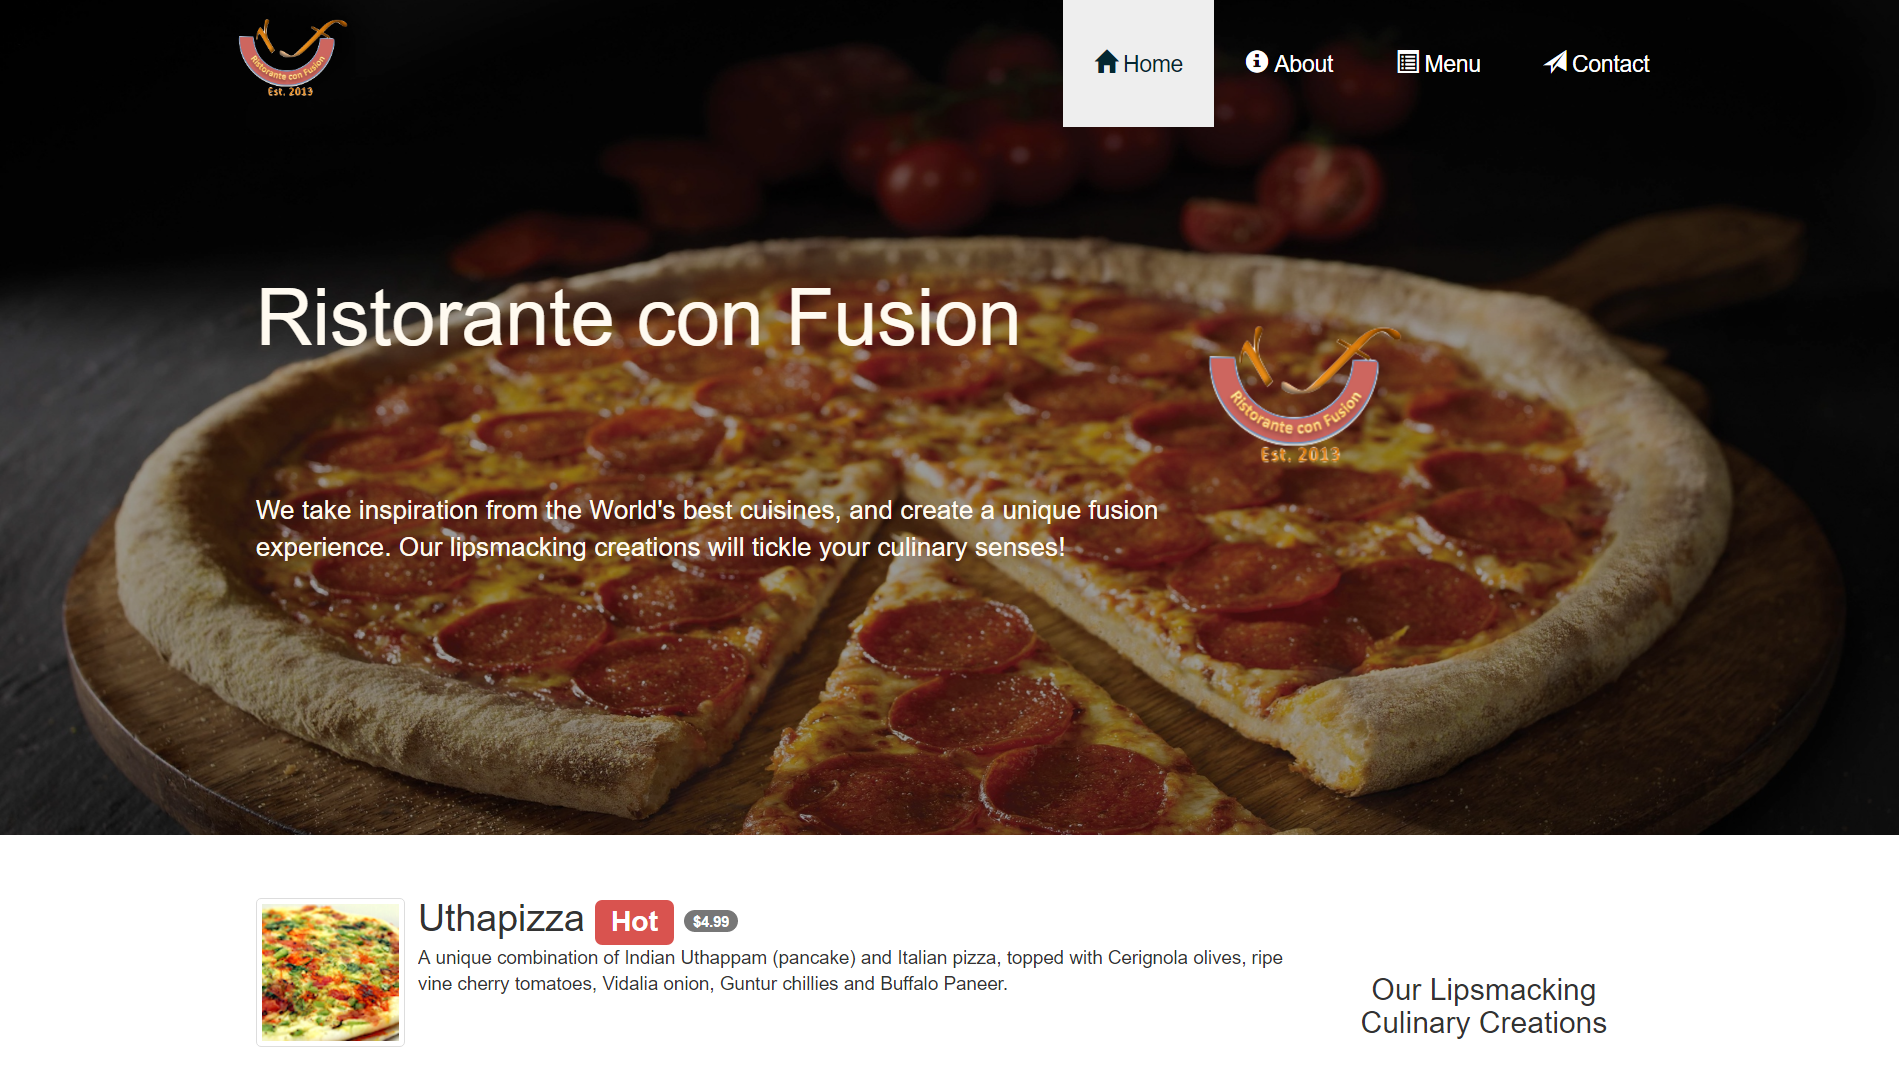 Ristorante con Fusion
Est. 2013
Home
About
Menu
Contact
Ristorante con Fusion
Ristorante con Fusion
Est. 2013
We take inspiration from the World's best cuisines, and create a unique fusion
experience. Our lipsmacking creations will tickle your culinary senses!
Uthapizza Hot $4.99
A unique combination of Indian Uthappam (pancake) and Italian pizza, topped with Cerignola olives, ripe
vine cherry tomatoes, Vidalia onion, Guntur chillies and Buffalo Paneer.
Our Lipsmacking
Culinary Creations